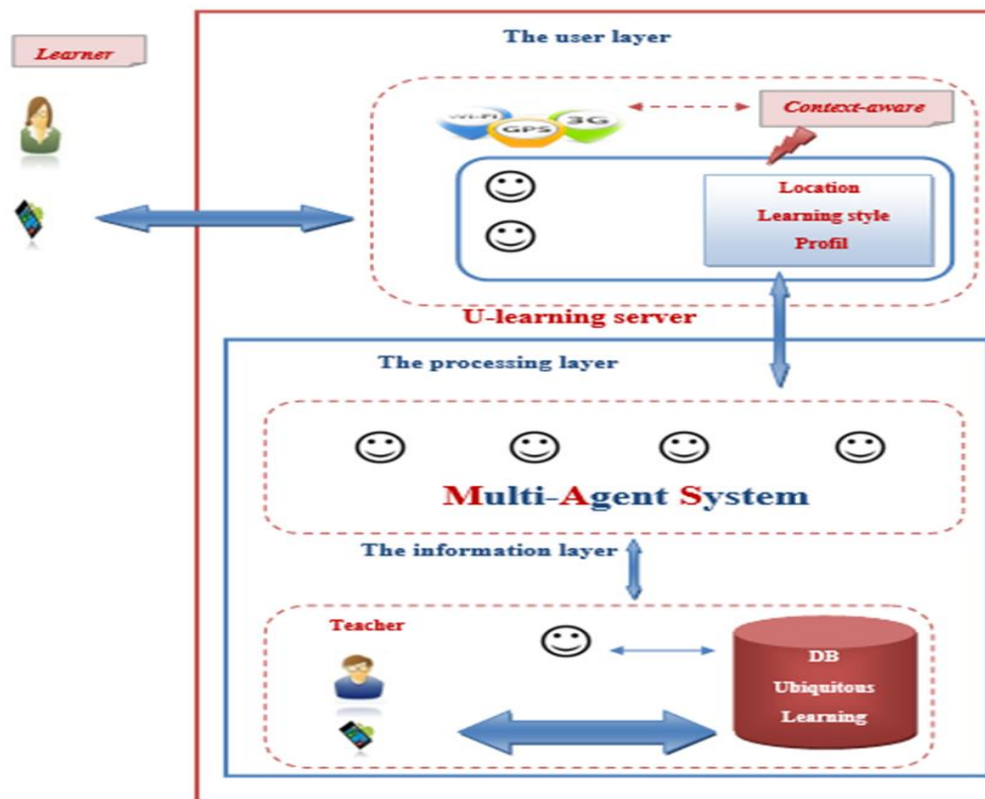 The user layer
Learner
Context-aware
Wi-Fi
GPS
3G
Location
Learning style
Profil
U-learning server
The processing layer
Multi-Agent System
The information layer
Teacher
DB
Ubiquitous
Learning